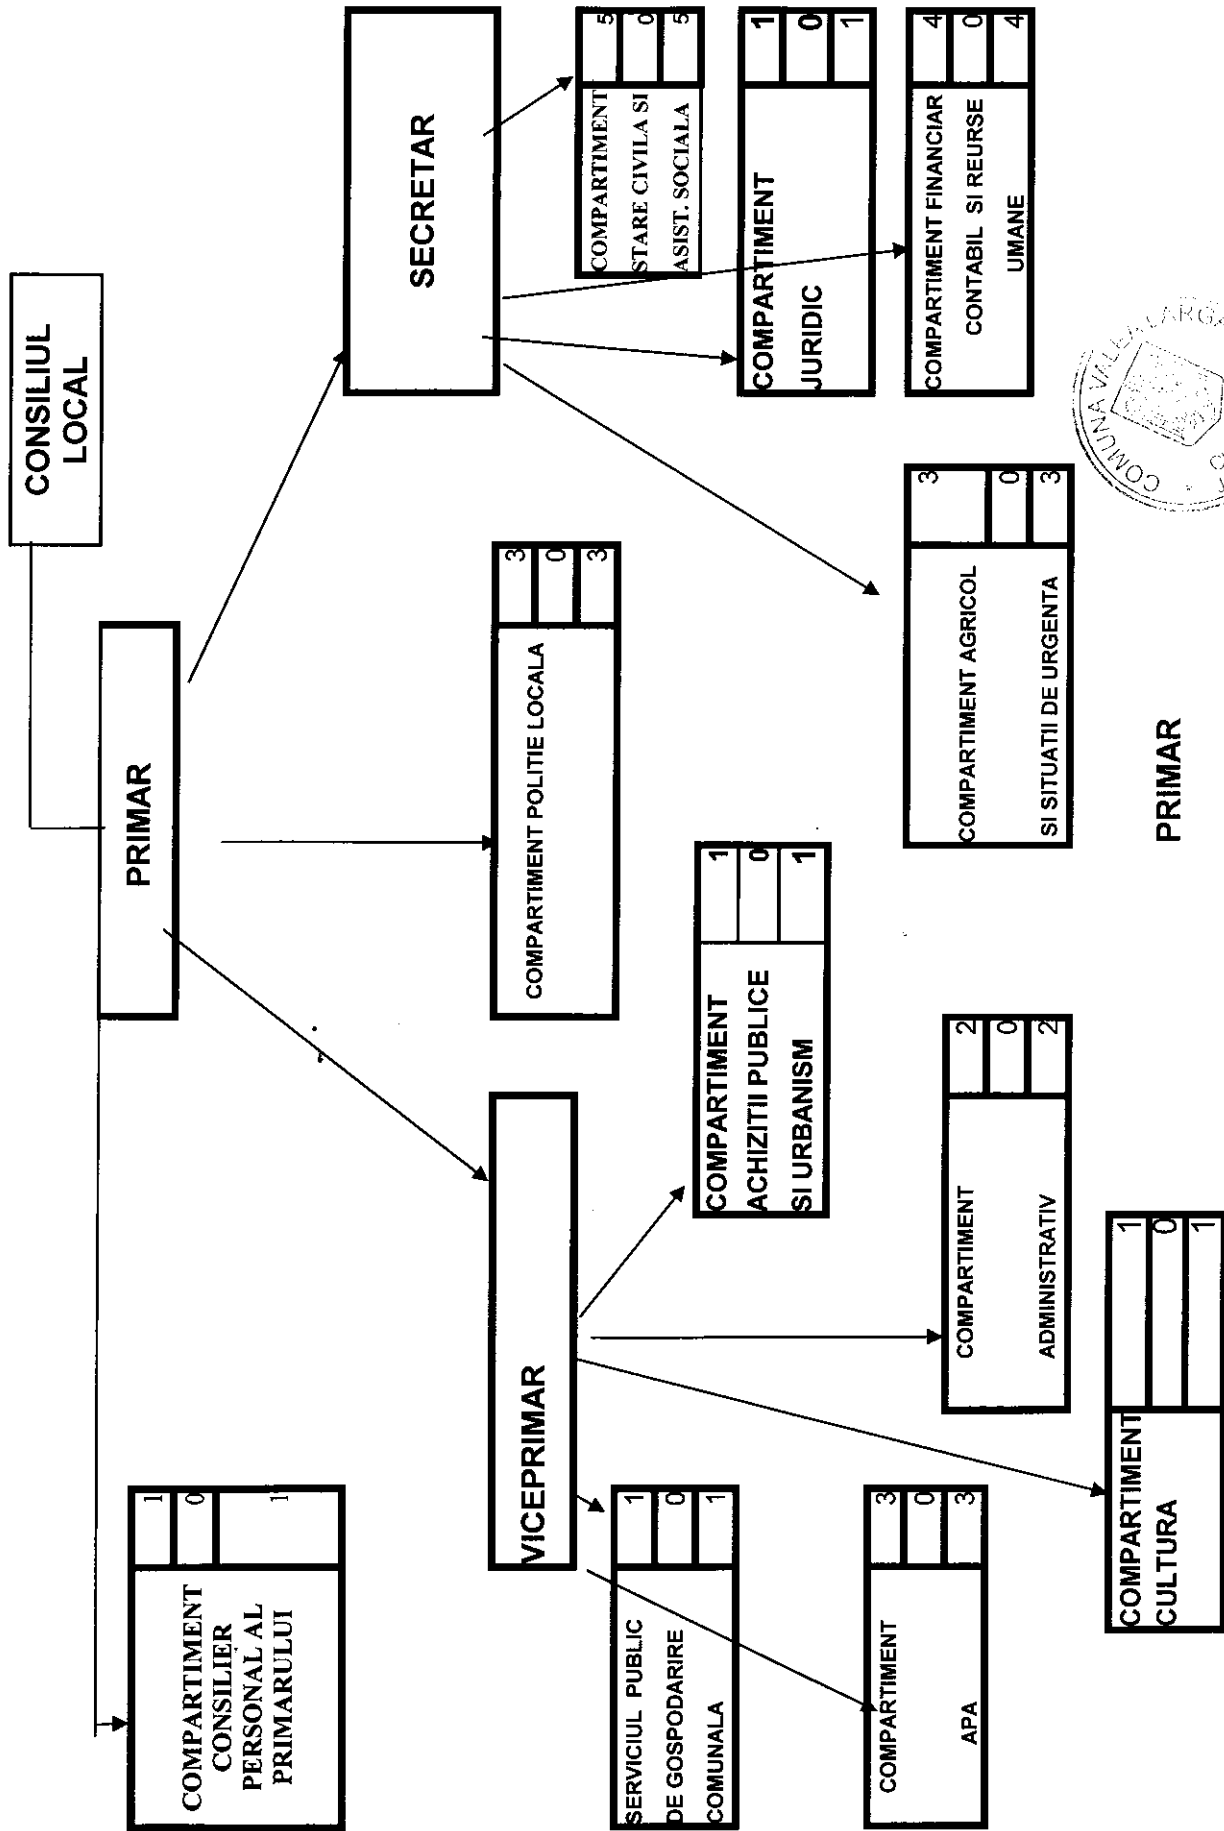 CONSILIUL
LOCAL
PRIMAR
COMPARTIMENT
CONSILIER
PERSONAL AL
PRIMARULUI
1
0
1
SECRETAR
VICEPRIMAR
COMPARTIMENT POLITIE LOCALA
3
0
3
COMPARTIMENT
STARE CIVILA SI
ASIST. SOCIALA
5
0
5
SERVICIUL PUBLIC
DE GOSPODARIRE
COMUNALA
1
0
1
COMPARTIMENT
ACHIZITII PUBLICE
SI URBANISM
1
0
1
COMPARTIMENT
JURIDIC
1
0
1
COMPARTIMENT
APA
3
0
3
COMPARTIMENT
ADMINISTRATIV
2
0
2
COMPARTIMENT AGRICOL
SI SITUATII DE URGENTA
3
0
3
COMPARTIMENT FINANCIAR
CONTABIL SI REURSE
UMANE
4
0
4
COMPARTIMENT
CULTURA
1
0
1
PRIMAR
COMUNA VALEA LARGA